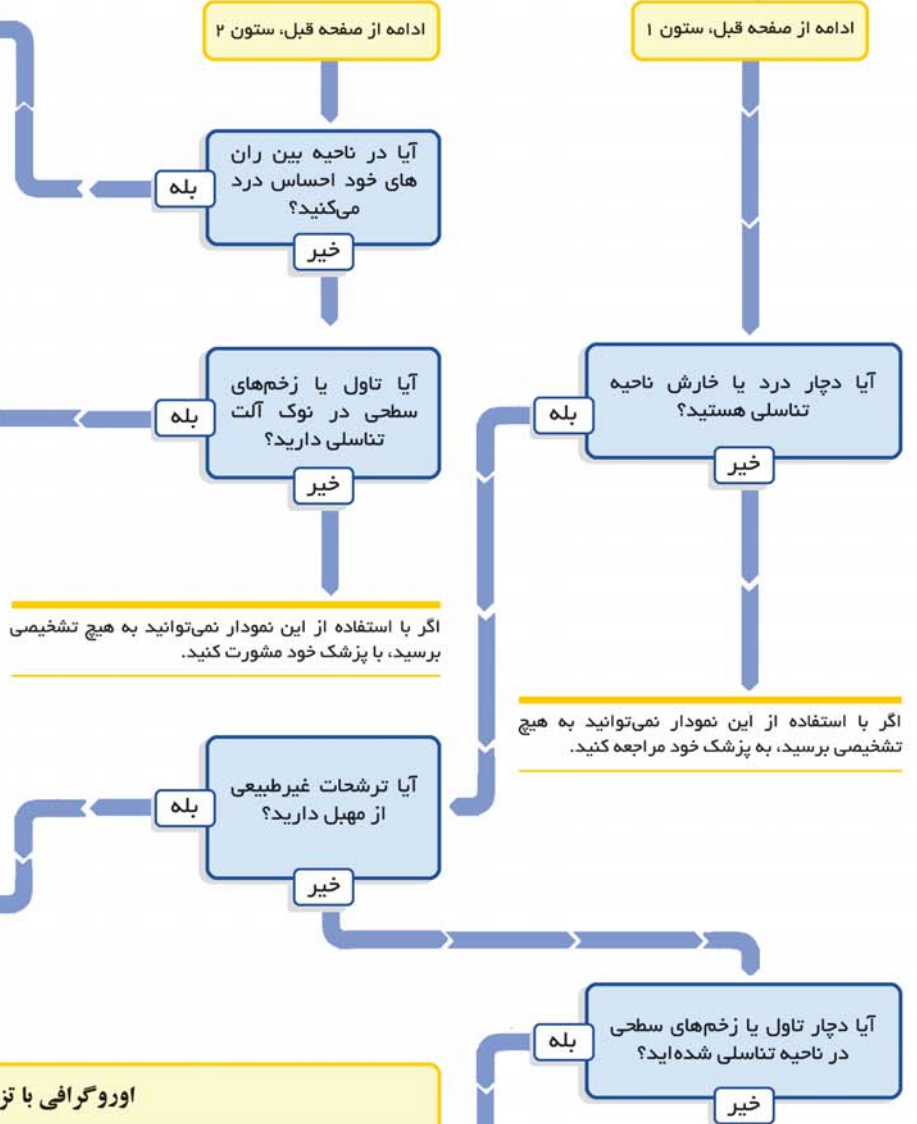 ادامه از صفحه قبل، ستون ۱
آیا دچار درد یا خارش ناحیه
تناسلی هستید؟
بله
خیر
اگر با استفاده از این نمودار نمی‌توانید به هیچ
تشخیصی برسید، به پزشک خود مراجعه کنید.
ادامه از صفحه قبل، ستون ۲
آیا در ناحیه بین ران
های خود احساس درد
می‌کنید؟
بله
خیر
آیا تاول یا زخم‌های
سطحی در نوک آلت
تناسلی دارید؟
بله
خیر
اگر با استفاده از این نمودار نمی‌توانید به هیچ تشخیصی
برسید، با پزشک خود مشورت کنید.
آیا ترشحات غیرطبیعی
از مهبل دارید؟
بله
خیر
آیا دچار تاول یا زخم‌های سطحی
در ناحیه تناسلی شده‌اید؟
بله
خیر
اوروگرافی با